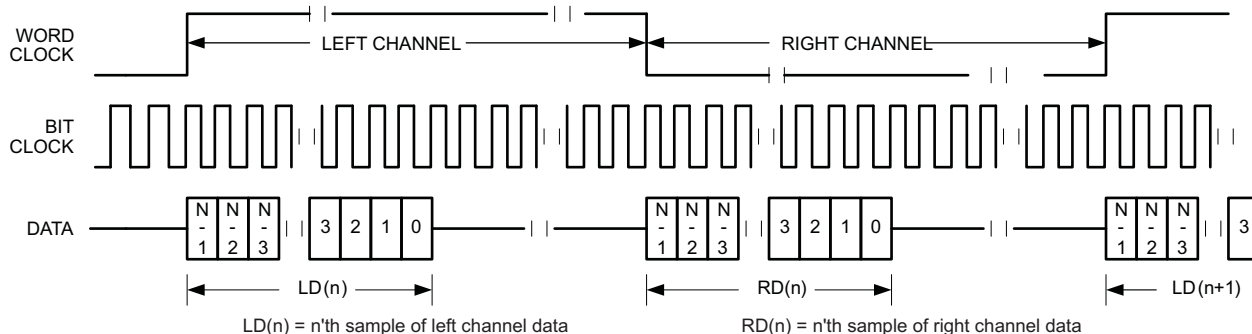 WORD CLOCK
LEFT CHANNEL
RIGHT CHANNEL
BIT CLOCK
DATA
N-1 N-2 N-3 3 2 1 0
N-1 N-2 N-3 3 2 1 0
N-1 N-2 N-3 3
LD(n)
RD(n)
LD(n+1)
LD(n) = n'th sample of left channel data
RD(n) = n'th sample of right channel data